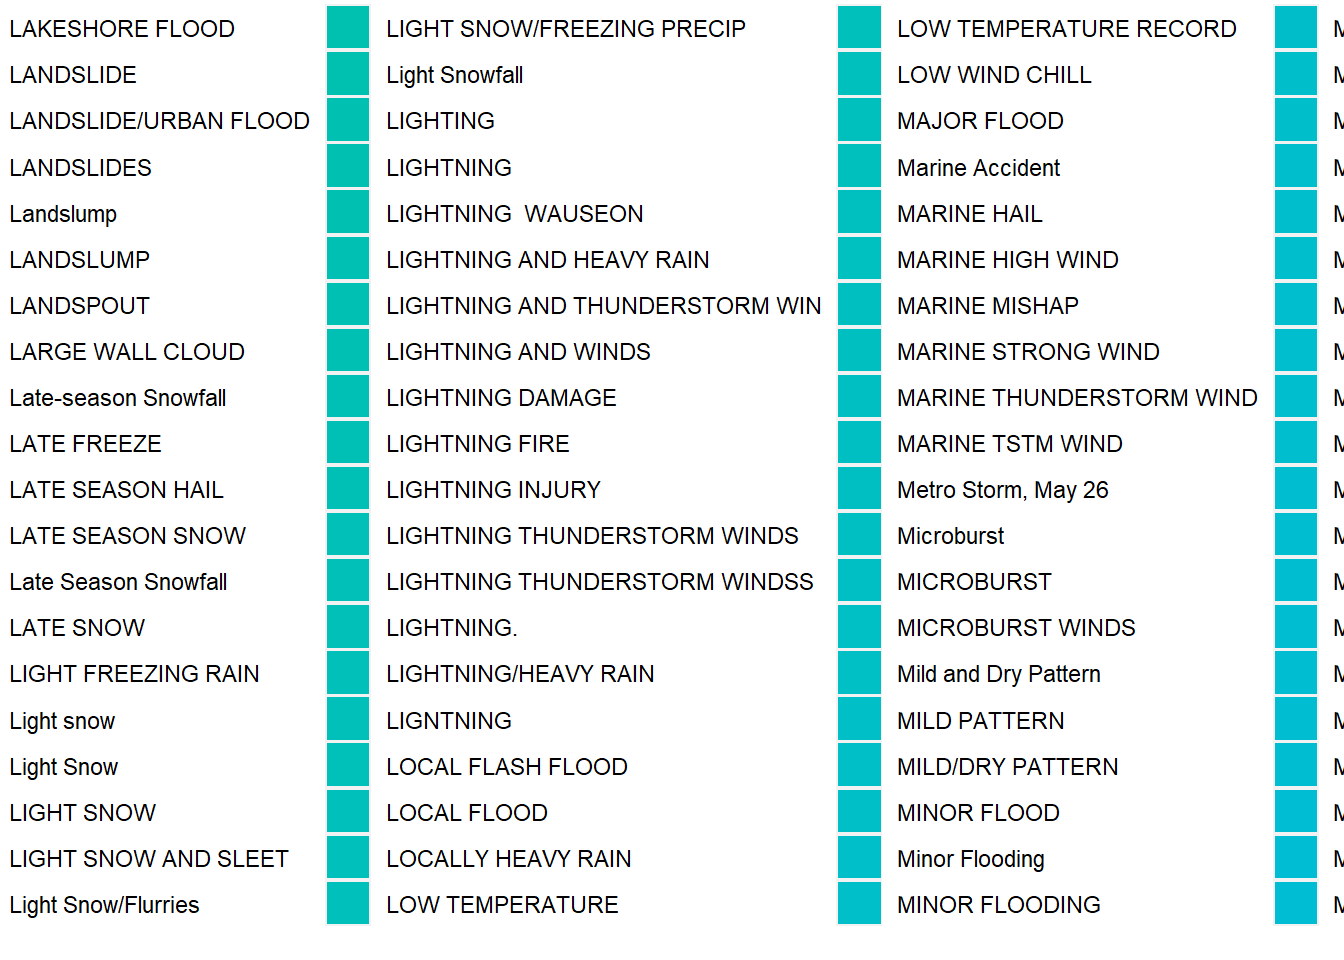 LAKESHORE FLOOD
LANDSLIDE
LANDSLIDE/URBAN FLOOD
LANDSLIDES
Landslump
LANDSLUMP
LANDSPOUT
LARGE WALL CLOUD
Late-season Snowfall
LATE FREEZE
LATE SEASON HAIL
LATE SEASON SNOW
Late Season Snowfall
LATE SNOW
LIGHT FREEZING RAIN
Light snow
Light Snow
LIGHT SNOW
LIGHT SNOW AND SLEET
Light Snow/Flurries
LIGHT SNOW/FREEZING PRECIP
Light Snowfall
LIGHTING
LIGHTNING
LIGHTNING  WAUSEON
LIGHTNING AND HEAVY RAIN
LIGHTNING AND THUNDERSTORM WIN
LIGHTNING AND WINDS
LIGHTNING DAMAGE
LIGHTNING FIRE
LIGHTNING INJURY
LIGHTNING THUNDERSTORM WINDS
LIGHTNING THUNDERSTORM WINDSS
LIGHTNING.
LIGHTNING/HEAVY RAIN
LIGNTNING
LOCAL FLASH FLOOD
LOCAL FLOOD
LOCALLY HEAVY RAIN
LOW TEMPERATURE
LOW TEMPERATURE RECORD
LOW WIND CHILL
MAJOR FLOOD
Marine Accident
MARINE HAIL
MARINE HIGH WIND
MARINE MISHAP
MARINE STRONG WIND
MARINE THUNDERSTORM WIND
MARINE TSTM WIND
Metro Storm, May 26
Microburst
MICROBURST
MICROBURST WINDS
Mild and Dry Pattern
MILD PATTERN
MILD/DRY PATTERN
MINOR FLOOD
Minor Flooding
MINOR FLOODING